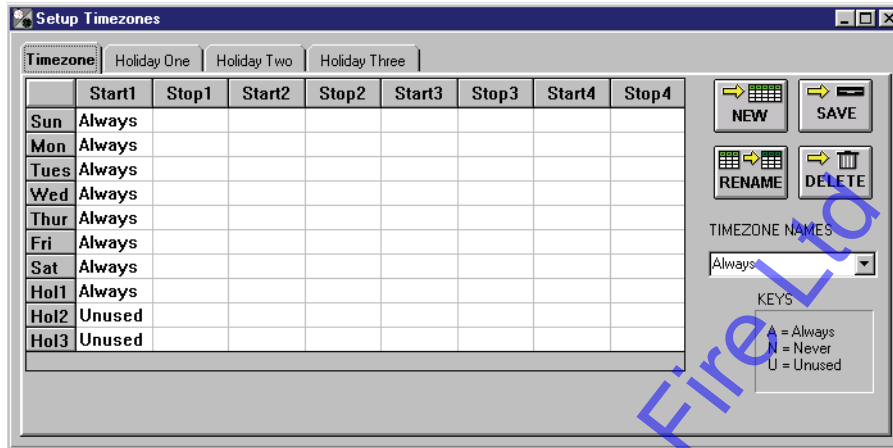 Setup Timezones
Timezone Holiday One Holiday Two Holiday Three
Start1 Stop1 Start2 Stop2 Start3 Stop3 Start4 Stop4
Sun Always
Mon Always
Tues Always
Wed Always
Thur Always
Fri Always
Sat Always
Hol1 Always
Hol2 Unused
Hol3 Unused
NEW SAVE
RENAME DELETE
TIMEZONE NAMES
Always
KEYS
A = Always
N = Never
U = Unused
Fire Ltd